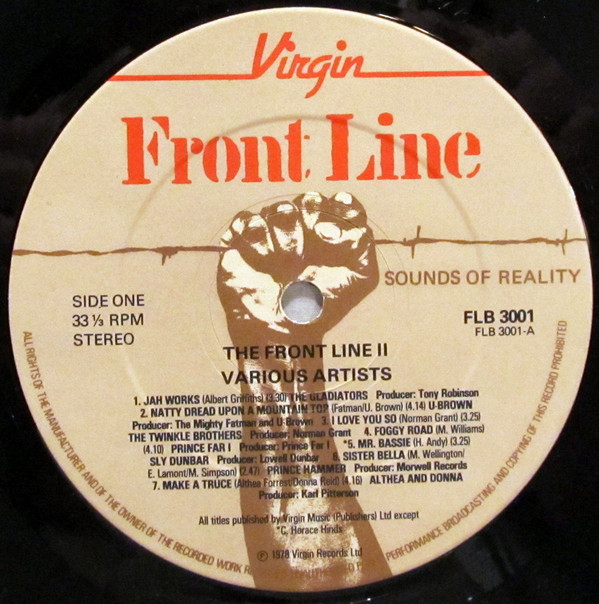 Virgin
Front Line
SOUNDS OF REALITY
SIDE ONE
33 ⅓ RPM
STEREO
FLB 3001
FLB 3001-A
THE FRONT LINE II
VARIOUS ARTISTS
1. JAH WORKS (Albert Griffiths) (3.30) THE GLADIATORS Producer: Tony Robinson
2. NATTY DREAD UPON A MOUNTAIN TOP (Fatman/U. Brown) (4.14) U-BROWN
Producer: The Mighty Fatman and U-Brown 3. I LOVE YOU SO (Norman Grant) (3.25)
THE TWINKLE BROTHERS Producer: Norman Grant 4. FOGGY ROAD (M. Williams)
(4.10) PRINCE FAR I Producer: Prince Far I *5. MR. BASSIE (H. Andy) (3.25)
SLY DUNBAR Producer: Lowell Dunbar 6. SISTER BELLA (M. Wellington/
E. Lamont/M. Simpson) (2.47) PRINCE HAMMER Producer: Morwell Records
7. MAKE A TRUCE (Althea Forrest/Donna Reid) (4.16) ALTHEA AND DONNA
Producer: Karl Pitterson
All titles published by Virgin Music (Publishers) Ltd except
*C. Horace Hinds
℗ 1978 Virgin Records Ltd
ALL RIGHTS OF THE MANUFACTURER AND OF THE OWNER OF THE RECORDED WORK PERFORMANCE BROADCASTING AND COPYING OF THIS RECORD PROHIBITED